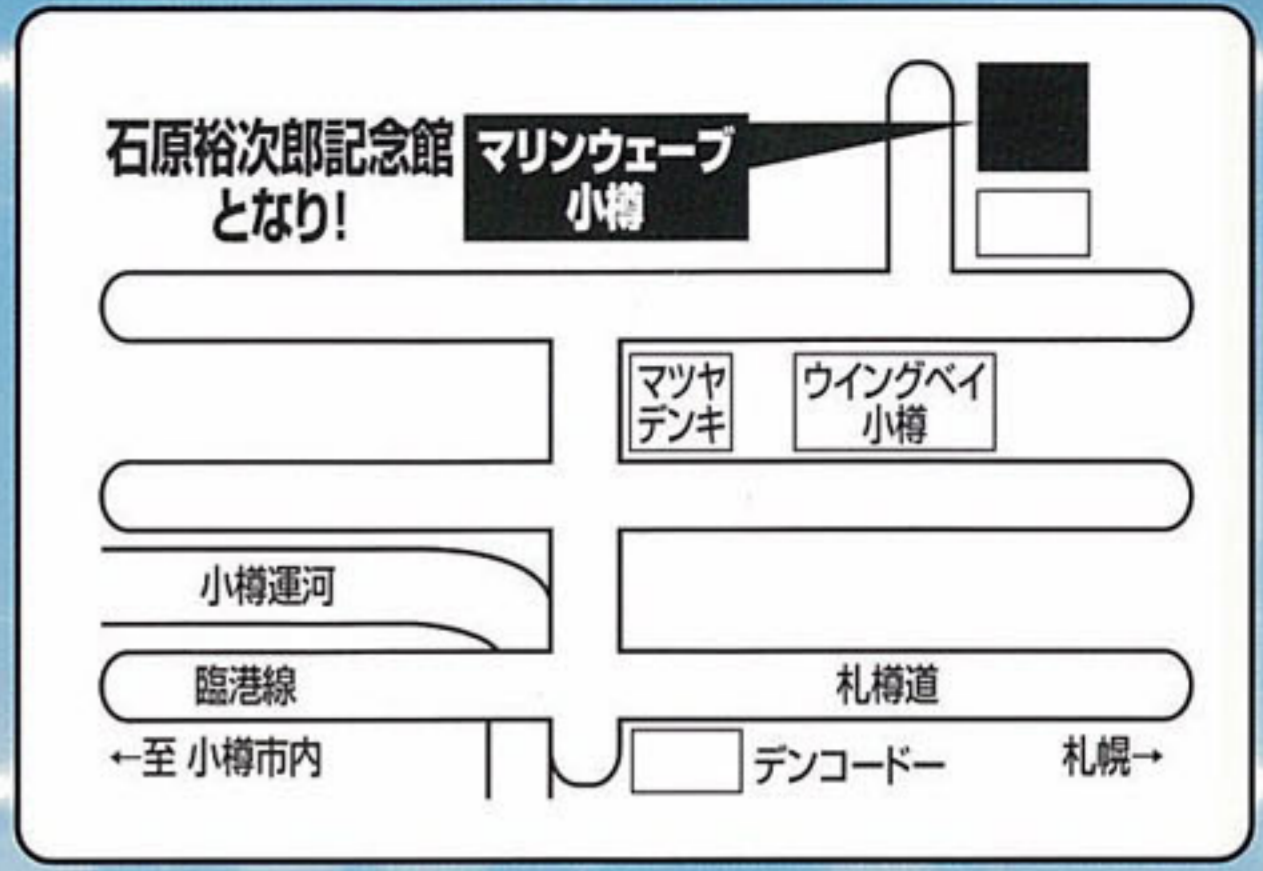 石原裕次郎記念館
となり!
マリンウェーブ
小樽
マツヤ
デンキ
ウイングベイ
小樽
小樽運河
臨港線
札樽道
←至 小樽市内
デンコードー
札幌→